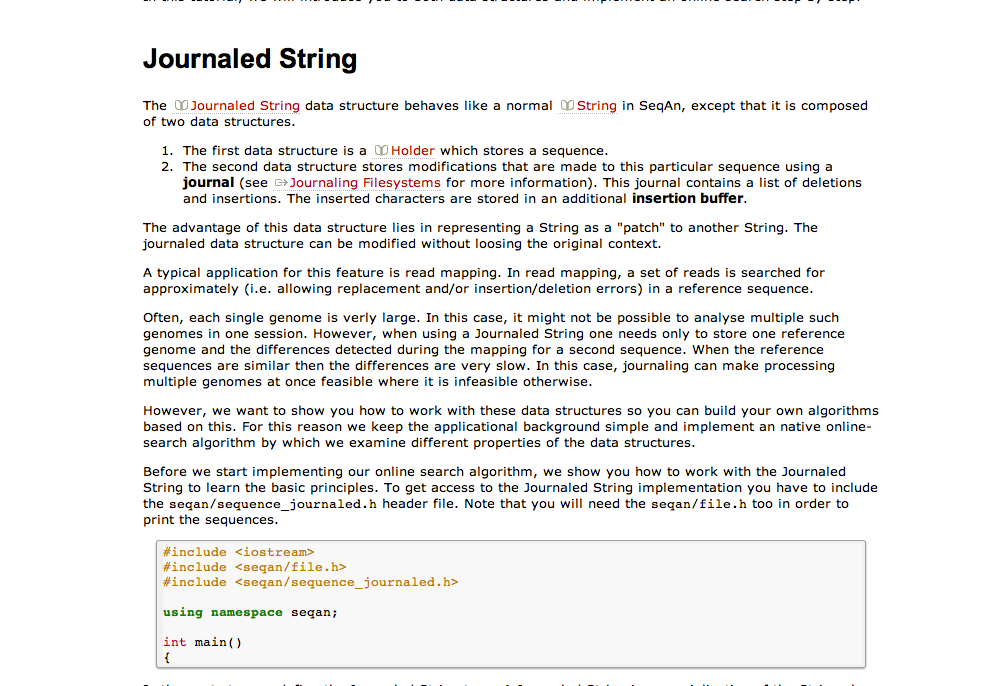 Journaled String
The Journaled String data structure behaves like a normal String in SeqAn, except that it is composed
of two data structures.
1. The first data structure is a Holder which stores a sequence.
2. The second data structure stores modifications that are made to this particular sequence using a
journal (see Journaling Filesystems for more information). This journal contains a list of deletions
and insertions. The inserted characters are stored in an additional insertion buffer.
The advantage of this data structure lies in representing a String as a "patch" to another String. The
journaled data structure can be modified without loosing the original context.
A typical application for this feature is read mapping. In read mapping, a set of reads is searched for
approximately (i.e. allowing replacement and/or insertion/deletion errors) in a reference sequence.
Often, each single genome is verly large. In this case, it might not be possible to analyse multiple such
genomes in one session. However, when using a Journaled String one needs only to store one reference
genome and the differences detected during the mapping for a second sequence. When the reference
sequences are similar then the differences are very slow. In this case, journaling can make processing
multiple genomes at once feasible where it is infeasible otherwise.
However, we want to show you how to work with these data structures so you can build your own algorithms
based on this. For this reason we keep the applicational background simple and implement an native online-
search algorithm by which we examine different properties of the data structures.
Before we start implementing our online search algorithm, we show you how to work with the Journaled
String to learn the basic principles. To get access to the Journaled String implementation you have to include
the seqan/sequence_journaled.h header file. Note that you will need the seqan/file.h too in order to
print the sequences.
#include <iostream>
#include <seqan/file.h>
#include <seqan/sequence_journaled.h>
using namespace seqan;
int main()
{